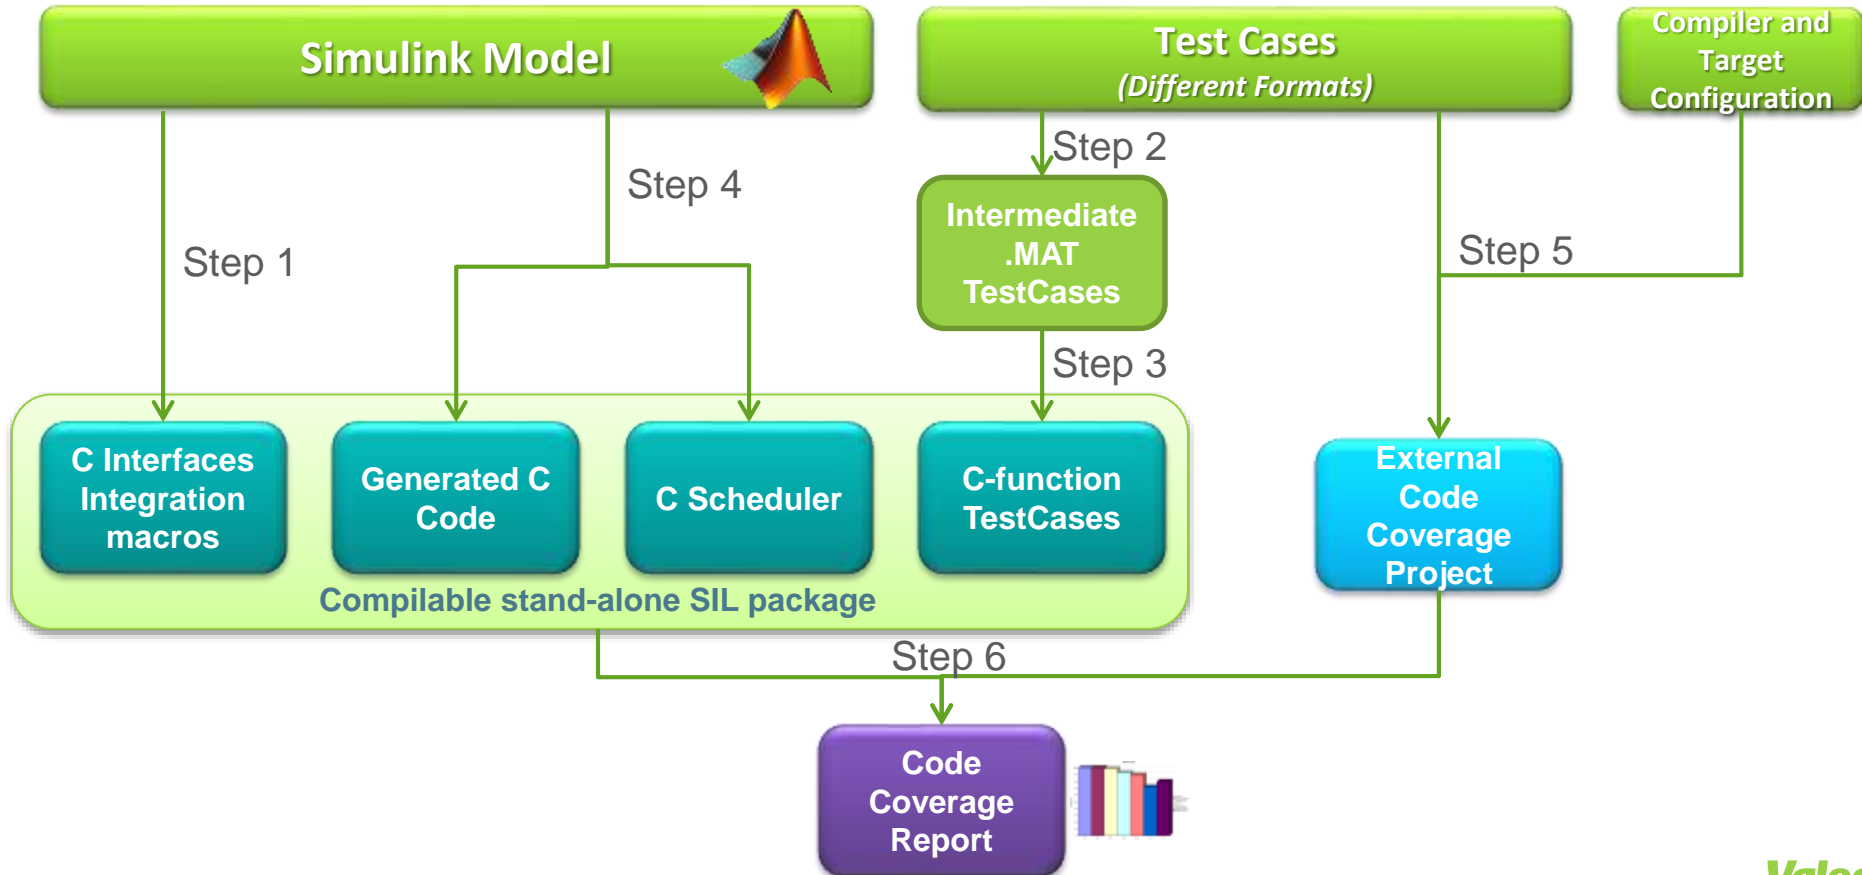 Simulink Model
Test Cases
(Different Formats)
Compiler and
Target
Configuration
Step 2
Step 4
Intermediate
.MAT
TestCases
Step 1
Step 5
Step 3
C Interfaces
Integration
macros
Generated C
Code
C Scheduler
C-function
TestCases
External
Code
Coverage
Project
Compilable stand-alone SIL package
Step 6
Code
Coverage
Report